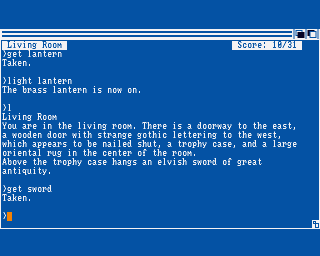 Living Room Score: 10/31
>get lantern
Taken.
>light lantern
The brass lantern is now on.
>l
Living Room
You are in the living room. There is a doorway to the east,
a wooden door with strange gothic lettering to the west,
which appears to be nailed shut, a trophy case, and a large
oriental rug in the center of the room.
Above the trophy case hangs an elvish sword of great
antiquity.
>get sword
Taken.
>